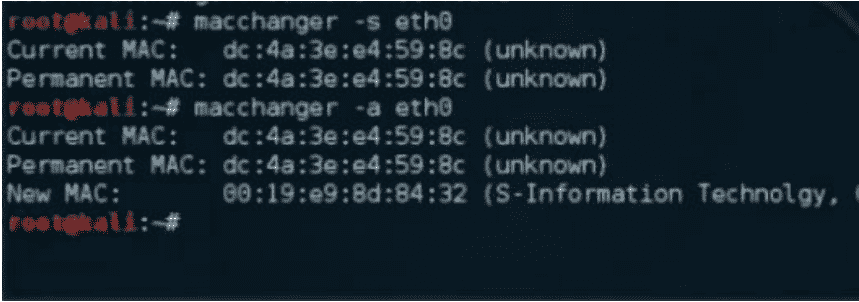 root@kali:~# macchanger -s eth0
Current MAC:   dc:4a:3e:e4:59:8c (unknown)
Permanent MAC: dc:4a:3e:e4:59:8c (unknown)
root@kali:~# macchanger -a eth0
Current MAC:   dc:4a:3e:e4:59:8c (unknown)
Permanent MAC: dc:4a:3e:e4:59:8c (unknown)
New MAC:       00:19:e9:8d:84:32 (S-Information Technolgy,
root@kali:~#